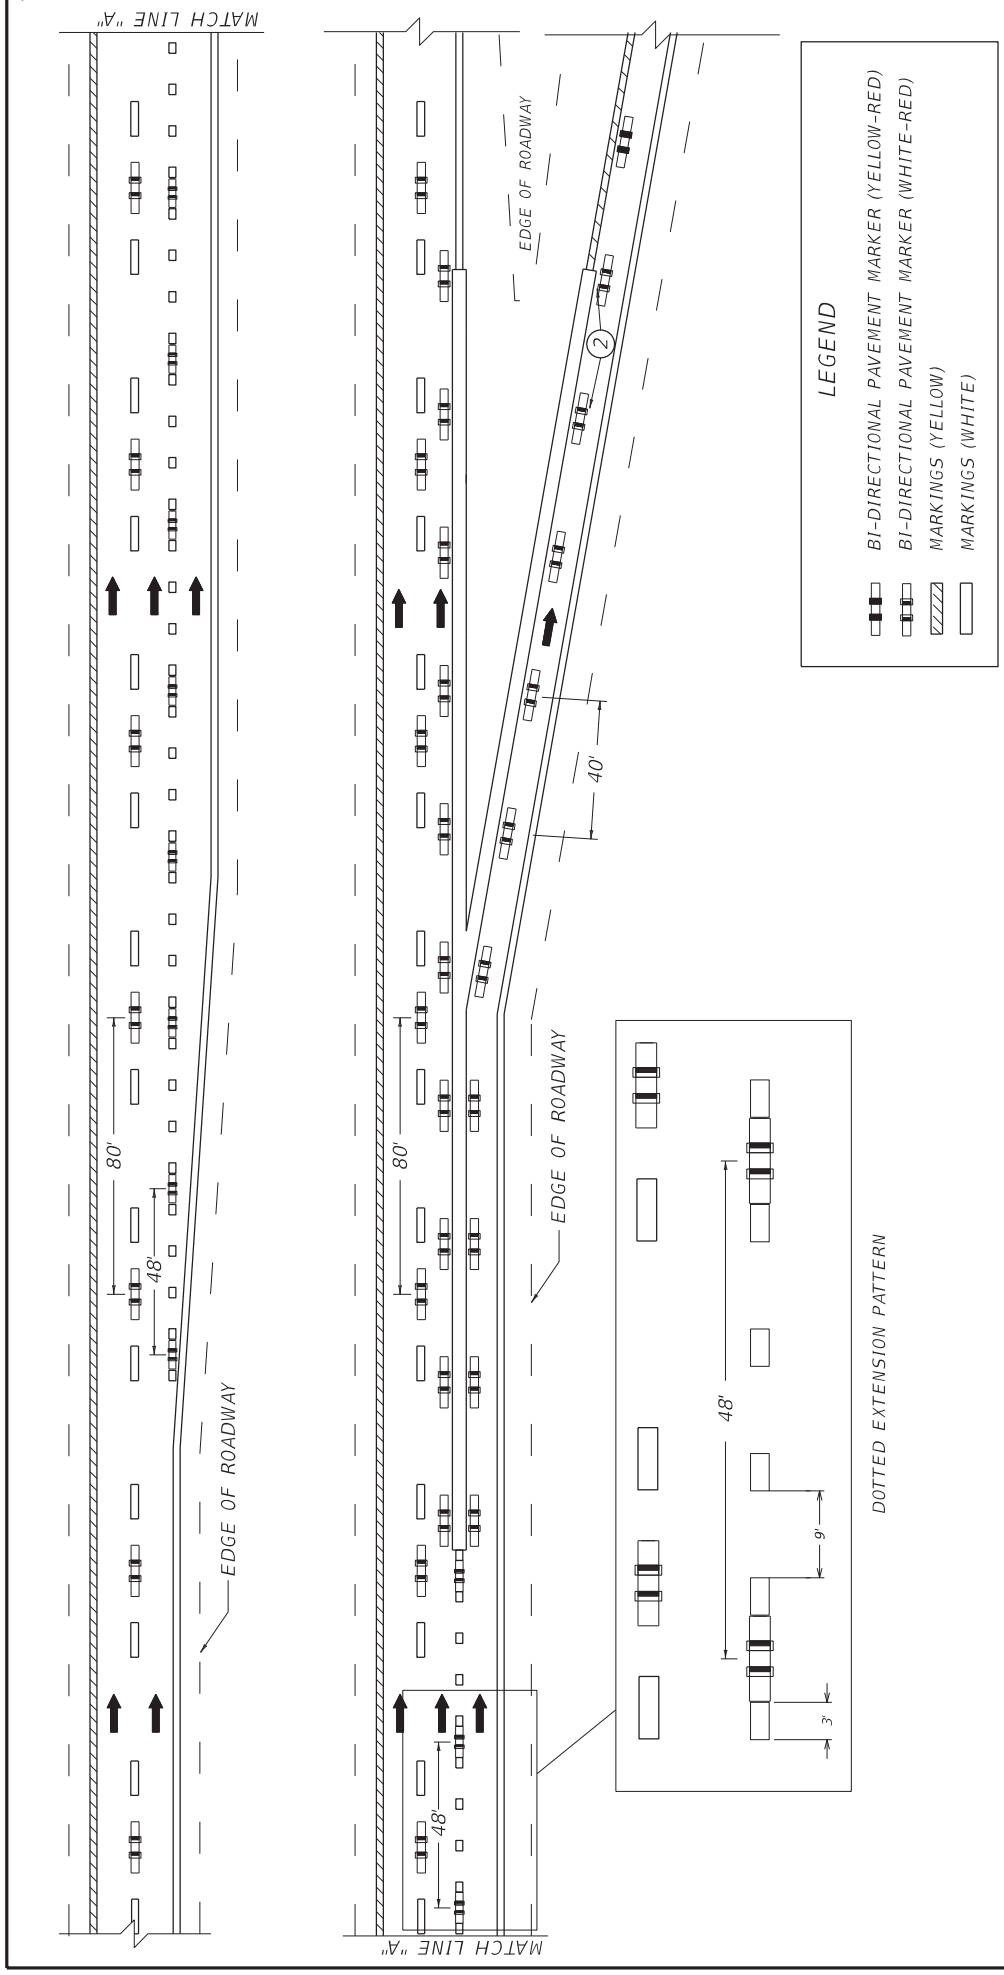 MATCH LINE "A"
80'
48'
EDGE OF ROADWAY
EDGE OF ROADWAY
2
40'
80'
EDGE OF ROADWAY
48'
MATCH LINE "A"
LEGEND
BI-DIRECTIONAL PAVEMENT MARKER (YELLOW-RED)
BI-DIRECTIONAL PAVEMENT MARKER (WHITE-RED)
MARKINGS (YELLOW)
MARKINGS (WHITE)
48'
9'
3'
DOTTED EXTENSION PATTERN